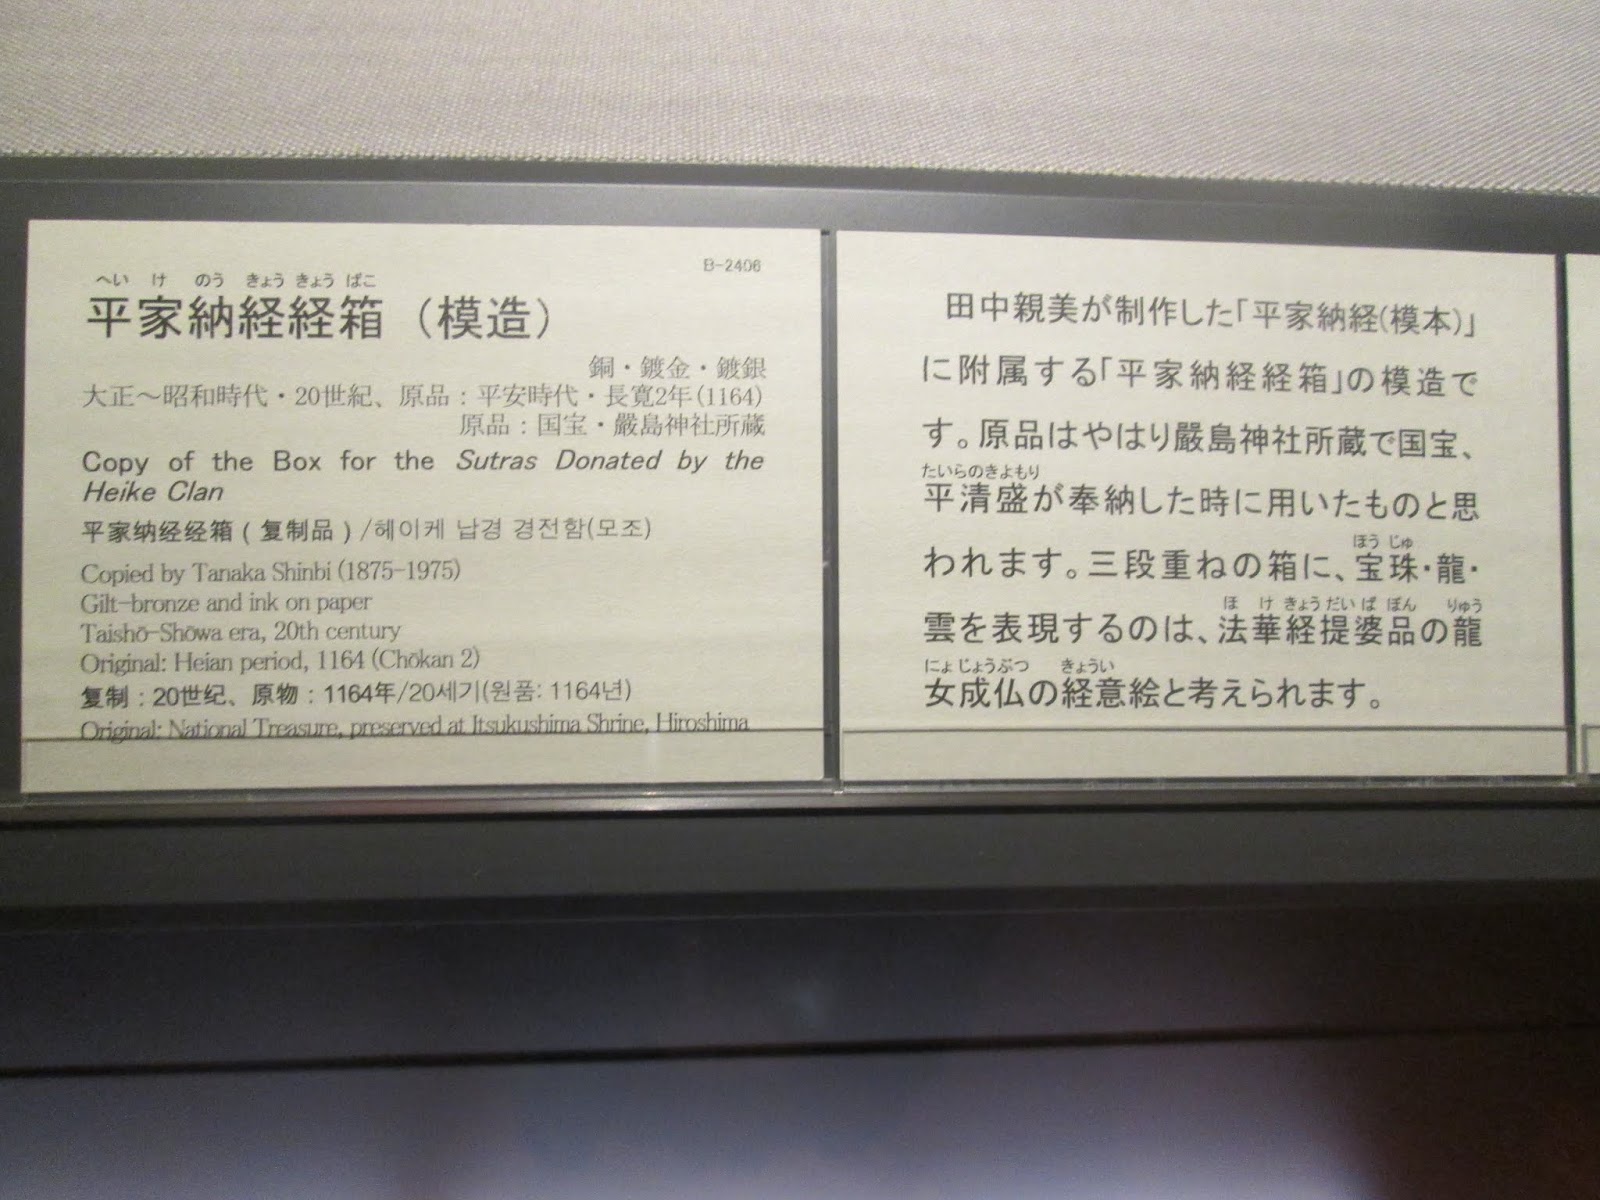 B-2406
へいけのうきょうきょうばこ
平家納経経箱（模造）
銅・鍍金・鍍銀
大正～昭和時代・20世紀、原品：平安時代・長寛2年(1164)
原品：国宝・嚴島神社所蔵
Copy of the Box for the Sutras Donated by the
Heike Clan
平家纳经经箱（复制品）/헤이케 납경 경전함(모조)
Copied by Tanaka Shinbi (1875-1975)
Gilt-bronze and ink on paper
Taishō-Shōwa era, 20th century
Original: Heian period, 1164 (Chōkan 2)
复制：20世纪、原物：1164年/20세기(원품: 1164년)
Original: National Treasure, preserved at Itsukushima Shrine, Hiroshima
田中親美が制作した「平家納経(模本)」
に附属する「平家納経経箱」の模造で
す。原品はやはり嚴島神社所蔵で国宝、
たいらのきよもり
平清盛が奉納した時に用いたものと思
ほうじゅ
われます。三段重ねの箱に、宝珠・龍・
ほけきょうだいばぼん りゅう
雲を表現するのは、法華経提婆品の龍
にょじょうぶつ きょうい
女成仏の経意絵と考えられます。